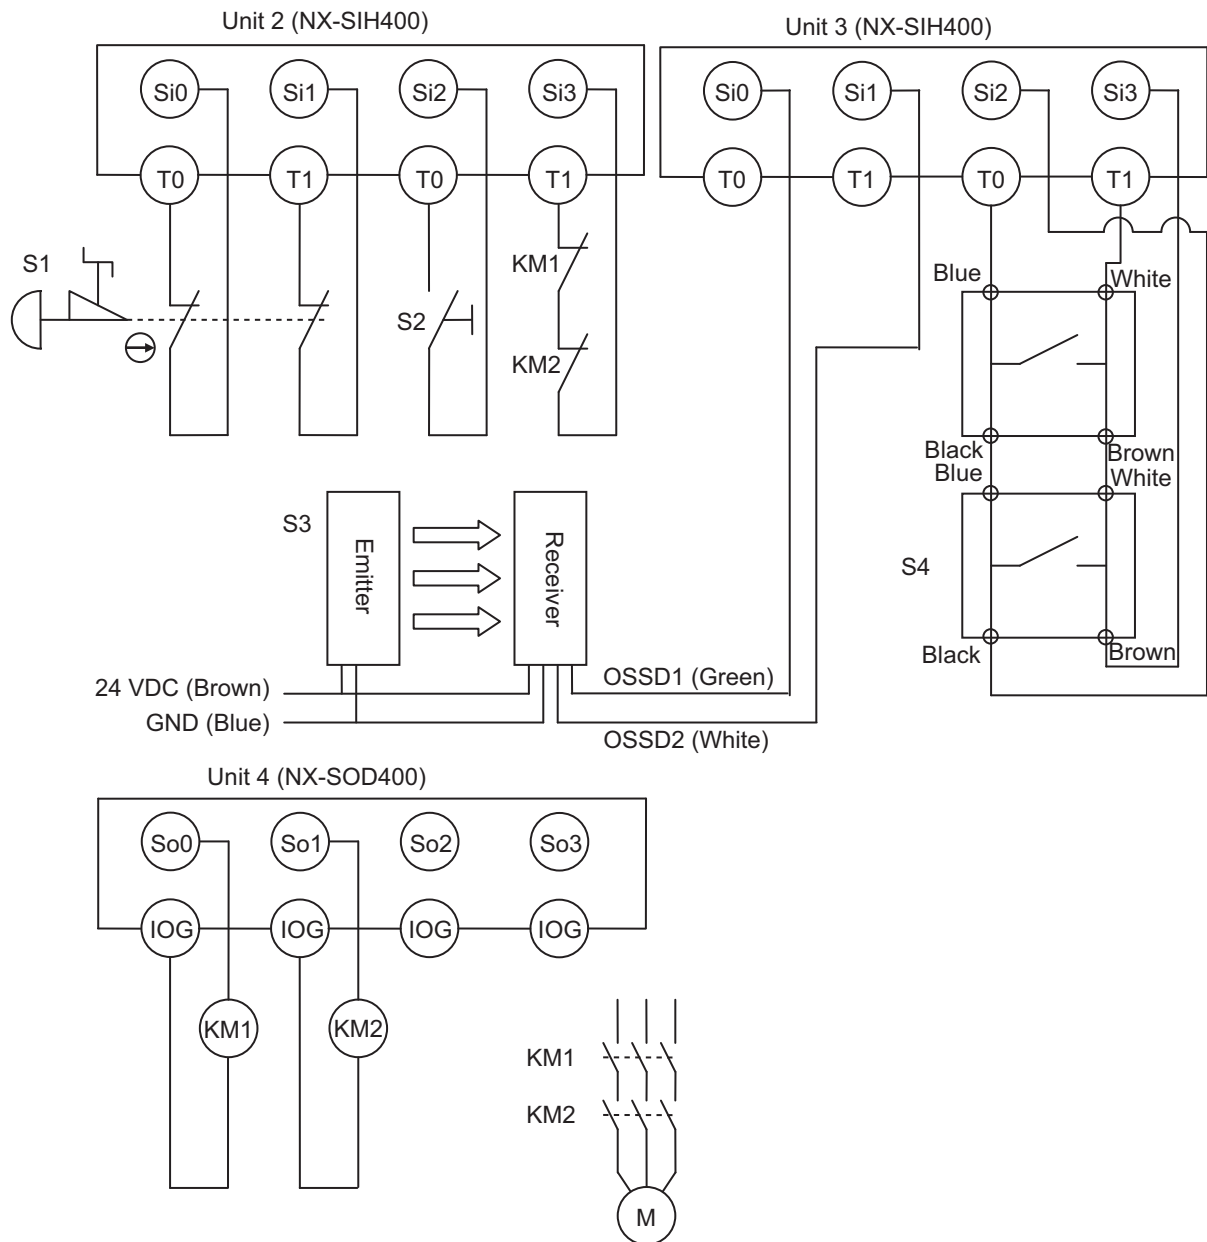 Unit 2 (NX-SIH400)
Unit 3 (NX-SIH400)
Si0 Si1 Si2 Si3
Si0 Si1 Si2 Si3
T0 T1 T0 T1
T0 T1 T0 T1
S1
KM1
S2
KM2
Blue White
Black Brown
Blue White
S4
Black Brown
S3
Emitter
Receiver
24 VDC (Brown)
GND (Blue)
OSSD1 (Green)
OSSD2 (White)
Unit 4 (NX-SOD400)
So0 So1 So2 So3
IOG IOG IOG IOG
KM1 KM2
KM1
KM2
M